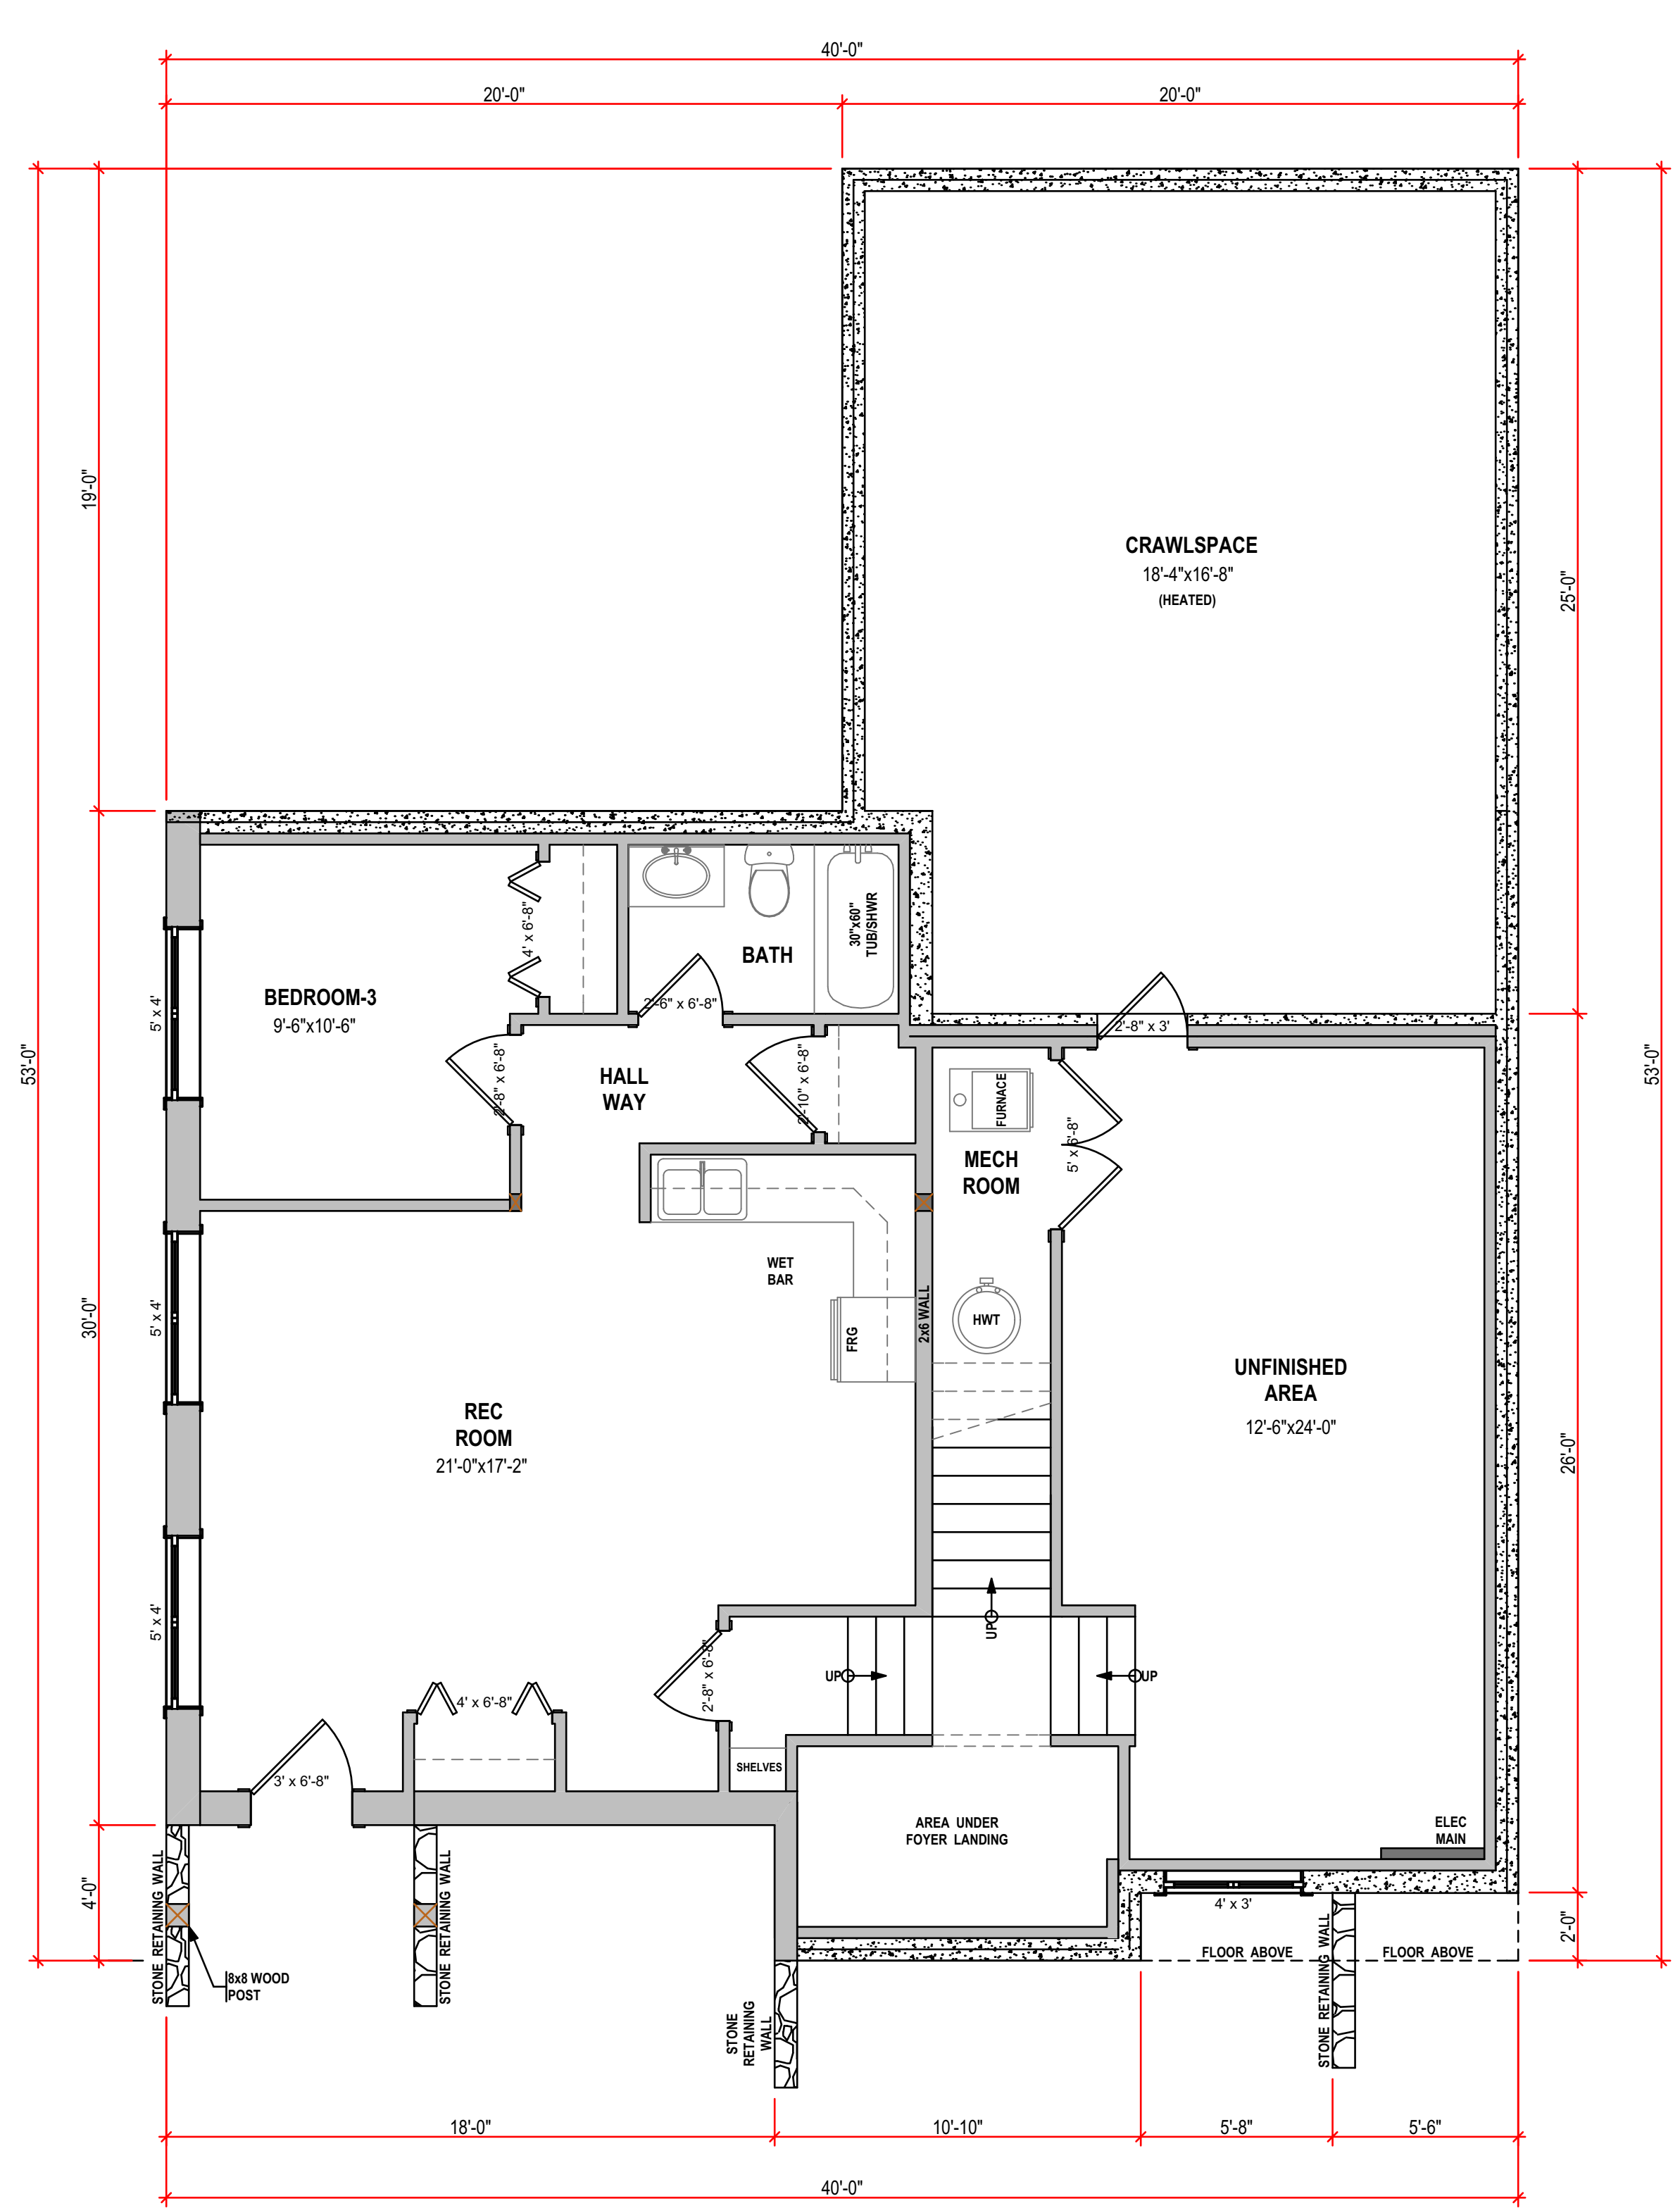 40'-0"
20'-0"
20'-0"
19'-0"
25'-0"
CRAWLSPACE
18'-4"x16'-8"
(HEATED)
4' x 6'-8"
30"x60"
TUB/SHWR
BATH
BEDROOM-3
9'-6"x10'-6"
5' x 4'
2'-6" x 6'-8"
2'-8" x 3'
53'-0"
53'-0"
2'-8" x 6'-8"
HALL
WAY
2'-10" x 6'-8"
FURNACE
5' x 6'-8"
MECH
ROOM
WET
BAR
30'-0"
5' x 4'
FRG
2x6 WALL
HWT
UNFINISHED
AREA
12'-6"x24'-0"
REC
ROOM
21'-0"x17'-2"
26'-0"
5' x 4'
UP
UP
UP
2'-8" x 6'-8"
4' x 6'-8"
SHELVES
3' x 6'-8"
AREA UNDER
FOYER LANDING
ELEC
MAIN
4'-0"
STONE RETAINING WALL
STONE RETAINING WALL
4' x 3'
2'-0"
FLOOR ABOVE
FLOOR ABOVE
8x8 WOOD
POST
STONE
RETAINING
WALL
STONE RETAINING WALL
18'-0"
10'-10"
5'-8"
5'-6"
40'-0"